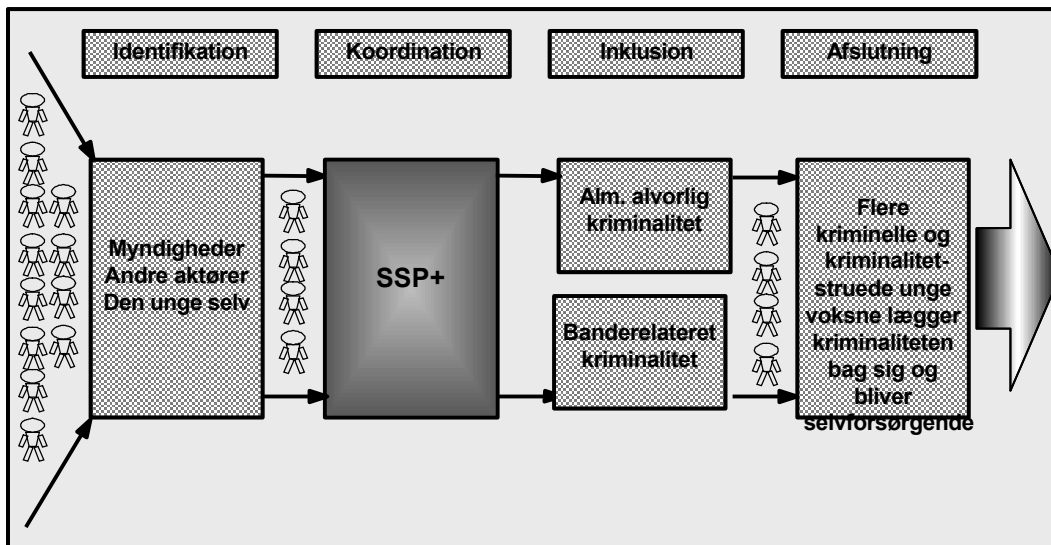 Identifikation
Koordination
Inklusion
Afslutning
Myndigheder
Andre aktører
Den unge selv
SSP+
Alm. alvorlig
kriminalitet
Banderelateret
kriminalitet
Flere
kriminelle og
kriminalitet-
struede unge
voksne lægger
kriminaliteten
bag sig og
bliver
selvforsørgende